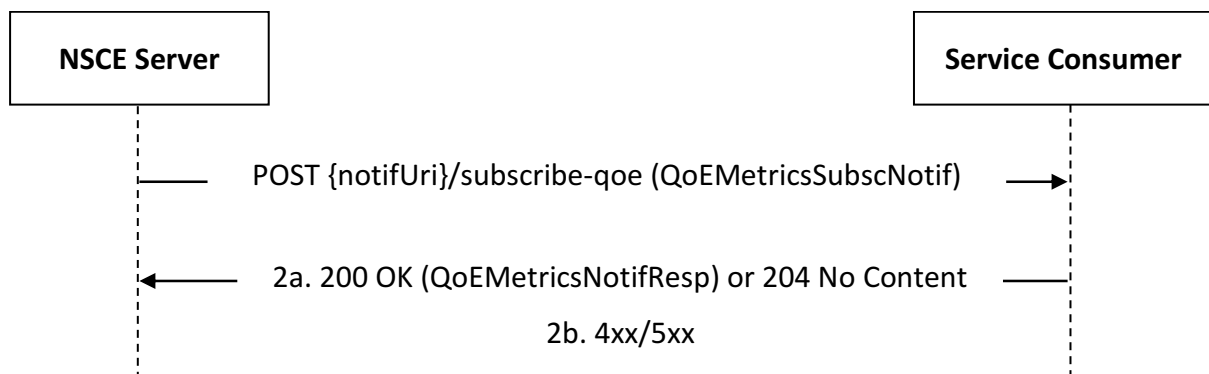 NSCE Server
Service Consumer
POST {notifUri}/subscribe-qoe (QoEMetricsSubscNotif)
2a. 200 OK (QoEMetricsNotifResp) or 204 No Content
2b. 4xx/5xx